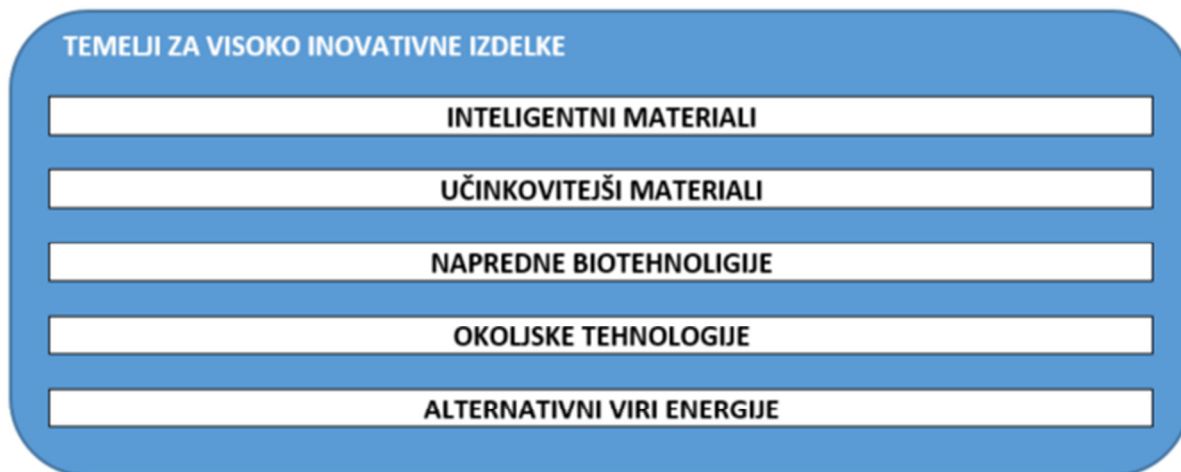 TEMELJI ZA VISOKO INOVATIVNE IZDELKE
INTELIGENTNI MATERIALI
UČINKOVITEJŠI MATERIALI
NAPREDNE BIOTEHNOLIGIJE
OKOLJSKE TEHNOLOGIJE
ALTERNATIVNI VIRI ENERGIJE